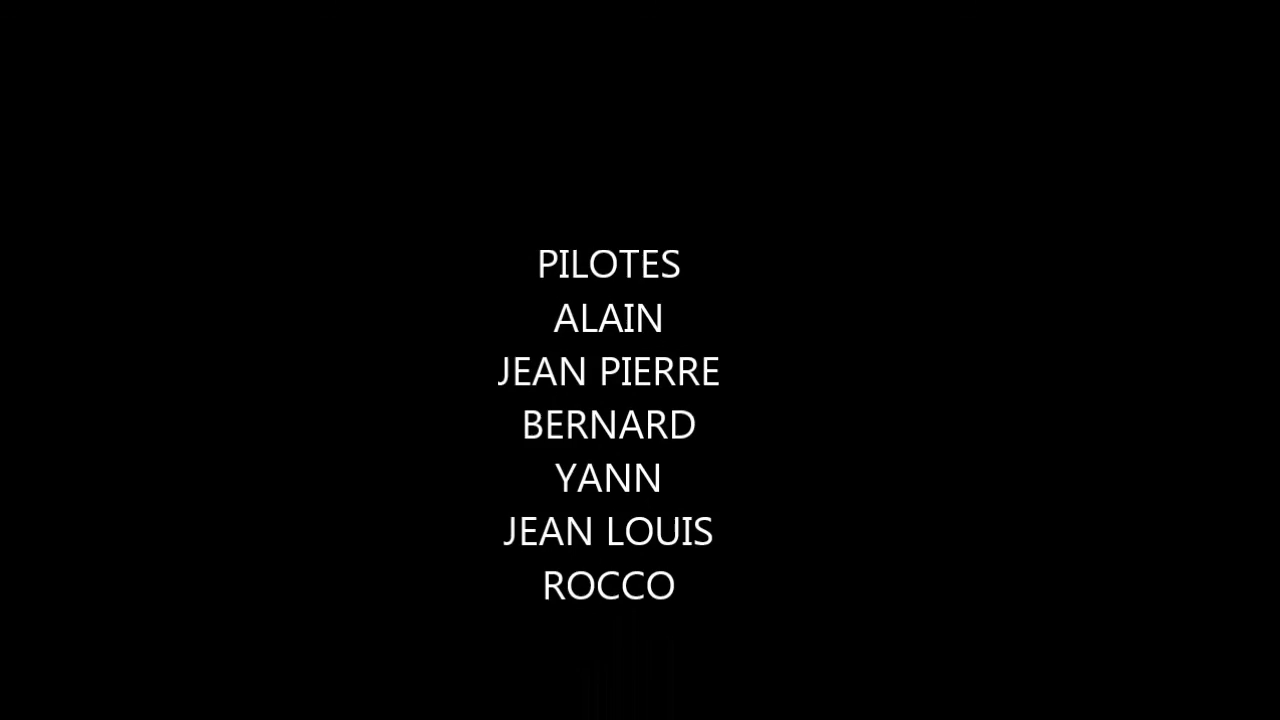 PILOTES
ALAIN
JEAN PIERRE
BERNARD
YANN
JEAN LOUIS
ROCCO